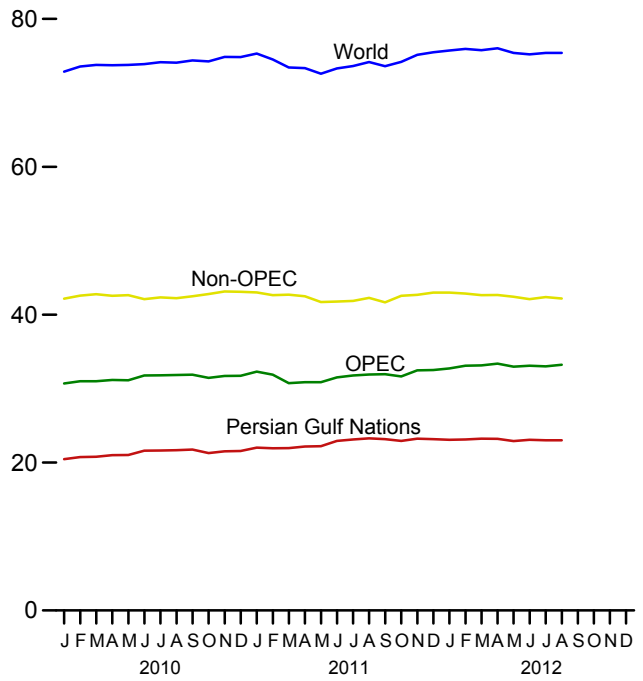 80
World
60
Non-OPEC
40
OPEC
Persian Gulf Nations
20
0
J F M A M J J A S O N D J F M A M J J A S O N D J F M A M J J A S O N D
2010 2011 2012